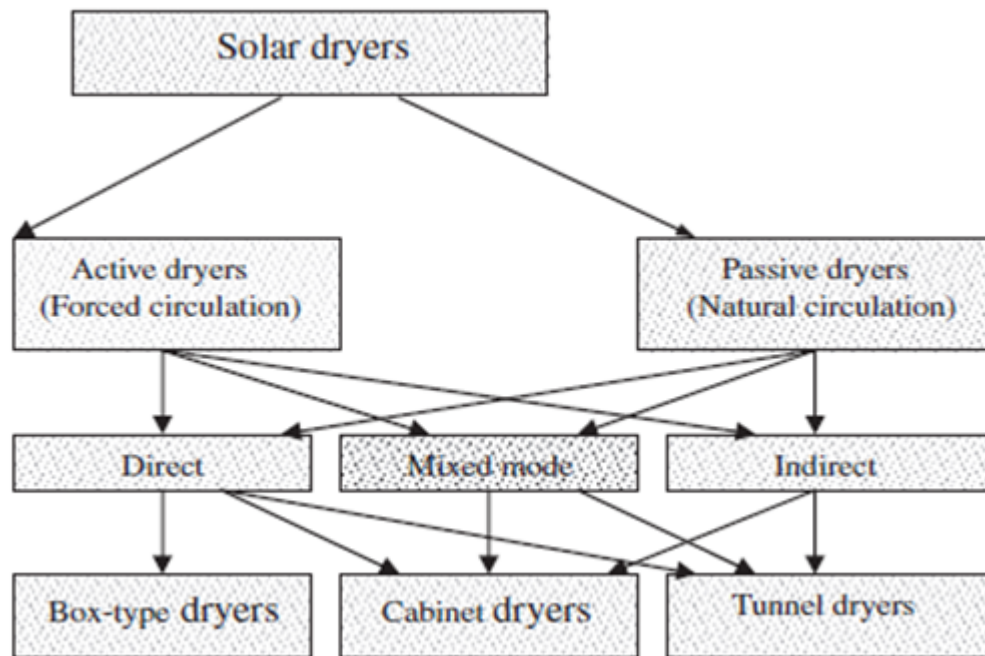 Solar dryers
Active dryers
(Forced circulation)
Passive dryers
(Natural circulation)
Direct
Mixed mode
Indirect
Box-type dryers
Cabinet dryers
Tunnel dryers